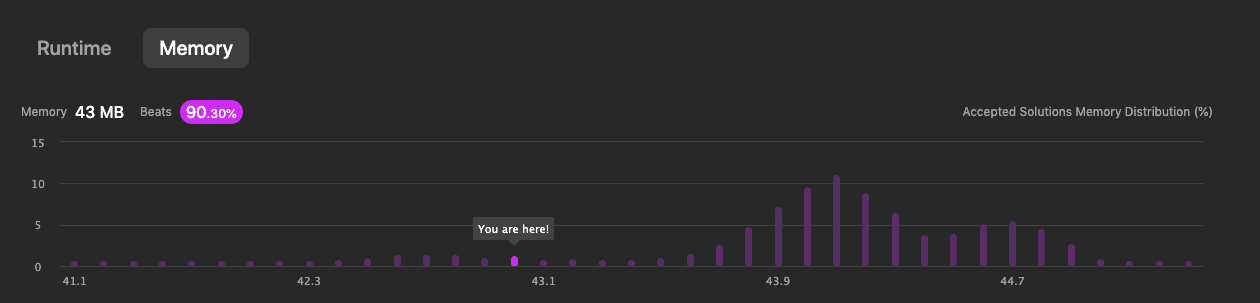 Runtime Memory
Memory 43 MB Beats 90.30% Accepted Solutions Memory Distribution (%)
15
10
5
You are here!
0
41.1 42.3 43.1 43.9 44.7